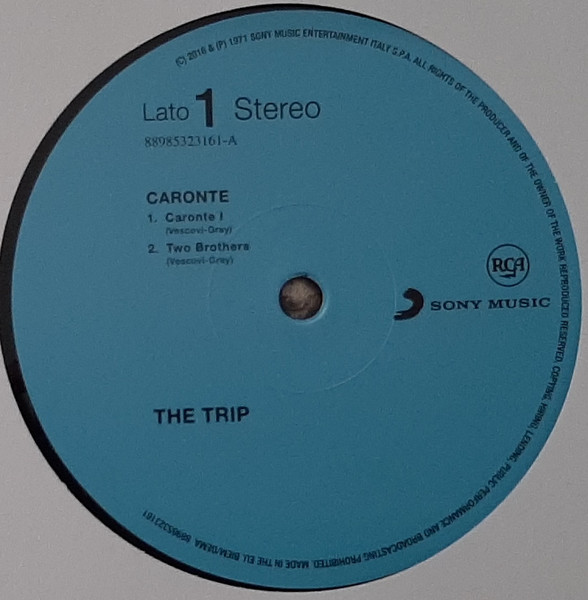 (C) 2016 & (P) 1971 SONY MUSIC ENTERTAINMENT ITALY S.P.A. ALL RIGHTS OF THE PRODUCER AND OF THE OWNER OF THE WORK REPRODUCED RESERVED. COPYING, HIRING, LENDING, PUBLIC PERFORMANCE AND BROADCASTING PROHIBITED. MADE IN THE EU. BIEM/GEMA 88985323161
Lato 1 Stereo
88985323161-A
CARONTE
1. Caronte I
(Vescovi-Gray)
2. Two Brothers
(Vescovi-Gray)
RCA
SONY MUSIC
THE TRIP